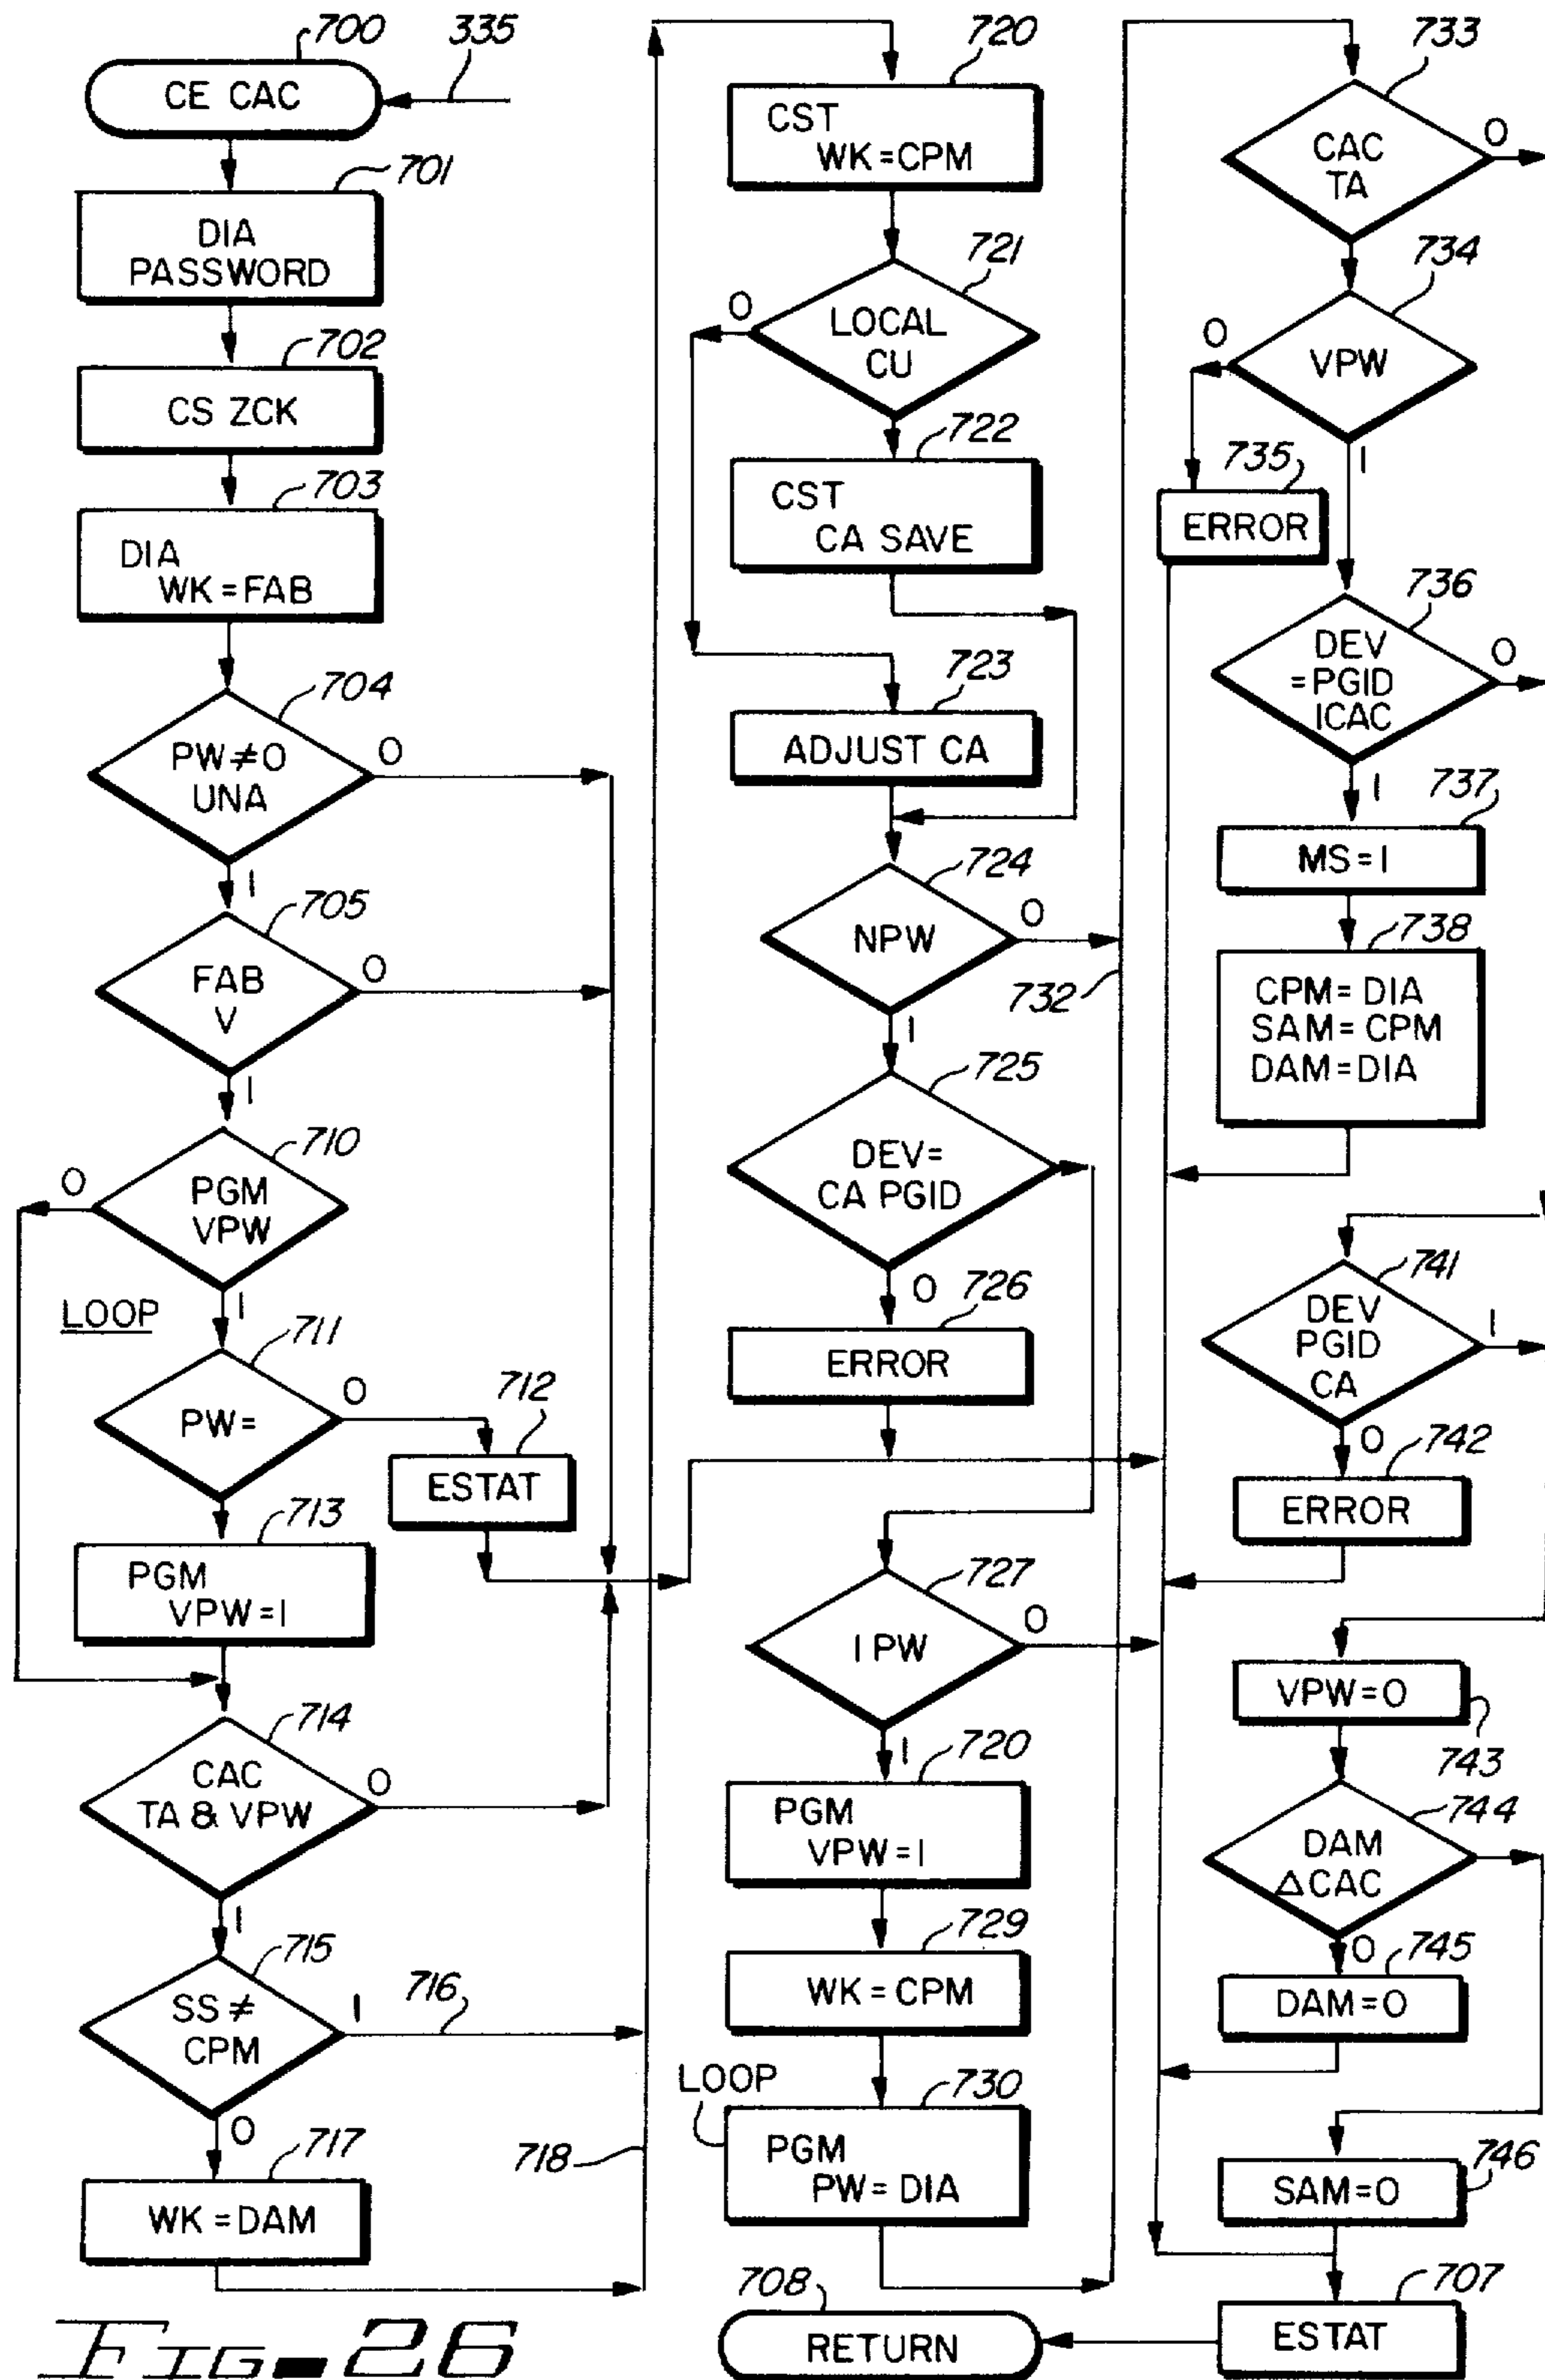 700
335
CE CAC
701
DIA
PASSWORD
702
CS ZCK
703
DIA
WK=FAB
704
PW≠0
UNA
0
1
705
FAB
V
0
1
710
PGM
VPW
0
1
LOOP
711
PW=
0
712
ESTAT
713
PGM
VPW=1
714
CAC
TA & VPW
0
1
715
SS≠
CPM
1
716
0
717
WK=DAM
718
720
CST
WK=CPM
721
LOCAL
CU
0
722
CST
CA SAVE
723
ADJUST CA
724
NPW
0
1
732
725
DEV=
CA PGID
0
726
ERROR
727
I PW
0
1
720
PGM
VPW=1
729
WK=CPM
LOOP
730
PGM
PW=DIA
708
RETURN
733
CAC
TA
0
734
VPW
0
1
735
ERROR
736
DEV
=PGID
ICAC
0
1
737
MS=1
738
CPM=DIA
SAM=CPM
DAM=DIA
741
DEV
PGID
CA
1
0
742
ERROR
VPW=0
743
744
DAM
ΔCAC
0
745
DAM=0
746
SAM=0
707
ESTAT
FIG-26